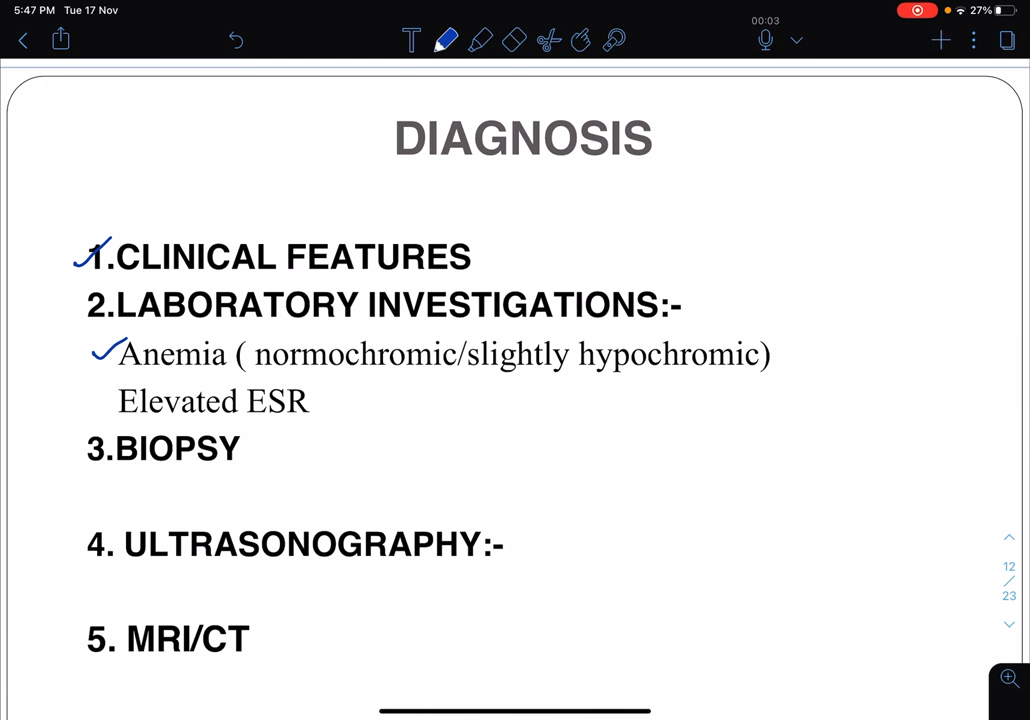 5:47 PM Tue 17 Nov
27%
00:03
T
DIAGNOSIS
1.CLINICAL FEATURES
2.LABORATORY INVESTIGATIONS:-
Anemia ( normochromic/slightly hypochromic)
Elevated ESR
3.BIOPSY
4. ULTRASONOGRAPHY:-
5. MRI/CT
12
/
23